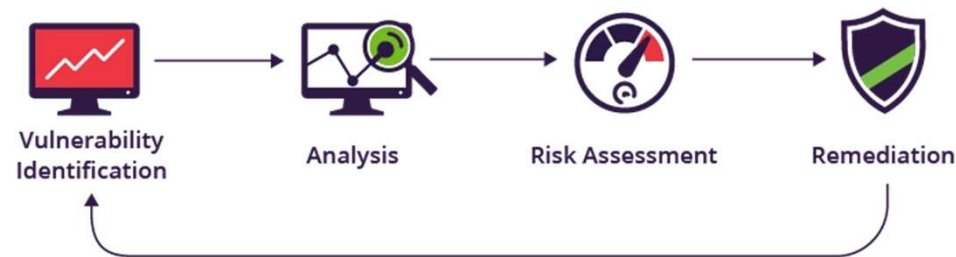 Vulnerability
Identification
Analysis
Risk Assessment
Remediation